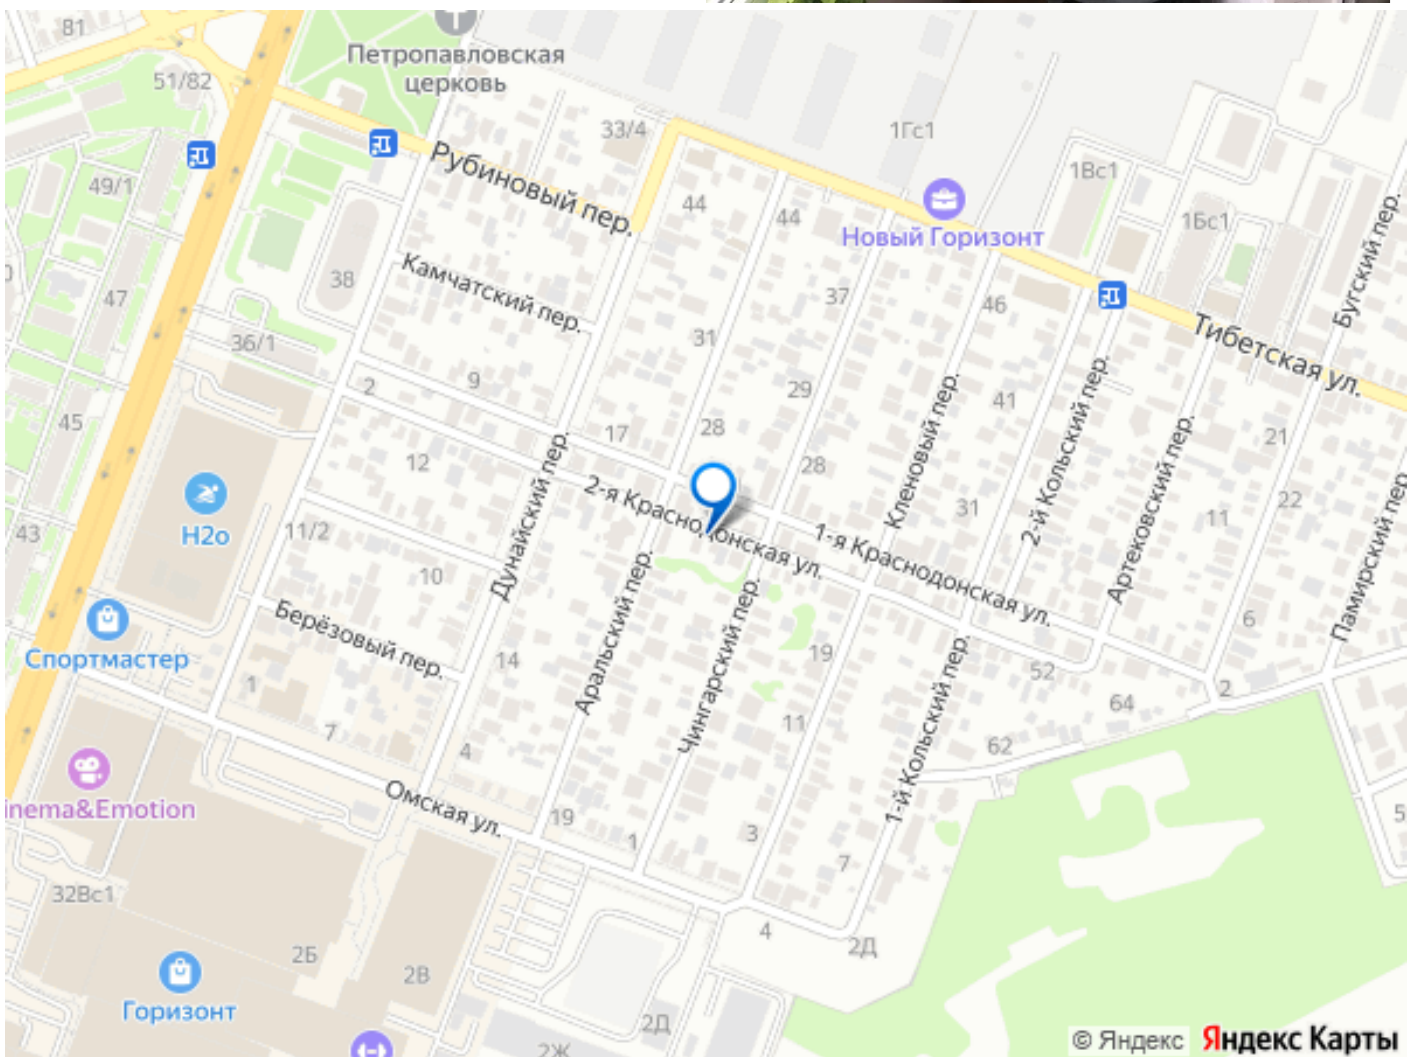 81
51/82
Петропавловская
церковь
33/4
1Гс1
49/1
Рубиновый пер.
44
44
1Вс1
1Бс1
Новый Горизонт
Бугский пер.
Камчатский пер.
38
47
37
46
31
36/1
Тибетская ул.
2
9
29
41
45
17
28
28
Кленовый пер.
2-й Кольский пер.
21
12
Дунайский пер.
2-я Краснодонская ул.
31
Артековский пер.
22
11
43
Н2о
11/2
10
1-я Краснодонская ул.
Памирский пер.
Берёзовый пер.
Аральский пер.
Чингарский пер.
6
Спортмастер
14
19
52
2
1
64
1-й Кольский пер.
7
4
11
62
inema&Emotion
Омская ул.
19
1
3
7
5
32Вс1
2Б
2В
4
2Д
Горизонт
2Д
2Ж
© Яндекс Яндекс Карты